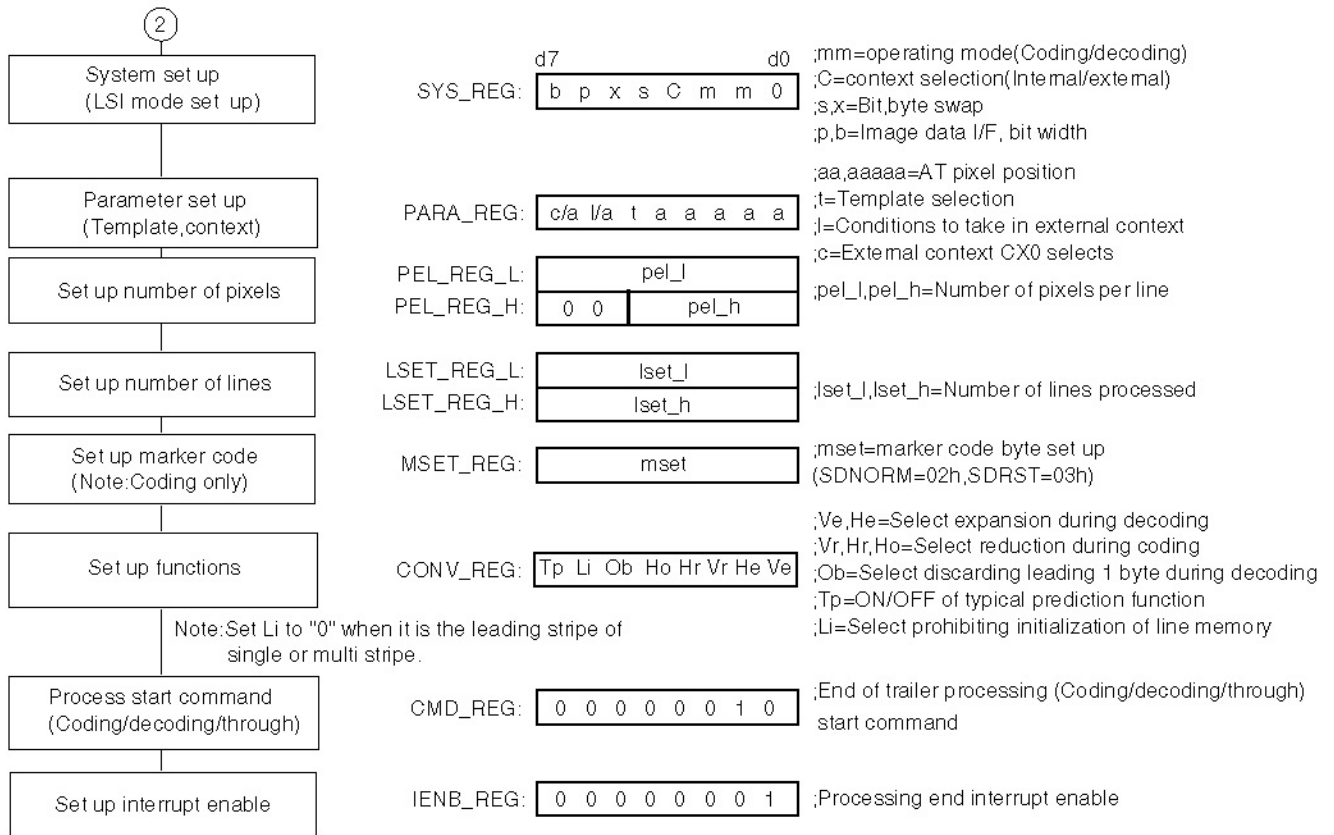 2
System set up
(LSI mode set up)
d7 d0
SYS_REG: b p x s C m m 0
;mm=operating mode(Coding/decoding)
;C=context selection(Internal/external)
;s,x=Bit,byte swap
;p,b=Image data I/F, bit width
Parameter set up
(Template,context)
PARA_REG: c/a l/a t a a a a a
;aa,aaaaa=AT pixel position
;t=Template selection
;l=Conditions to take in external context
;c=External context CX0 selects
Set up number of pixels
PEL_REG_L: pel_l
PEL_REG_H: 0 0 pel_h
;pel_l,pel_h=Number of pixels per line
Set up number of lines
LSET_REG_L: lset_l
LSET_REG_H: lset_h
;lset_l,lset_h=Number of lines processed
Set up marker code
(Note:Coding only)
MSET_REG: mset
;mset=marker code byte set up
(SDNORM=02h,SDRST=03h)
Set up functions
CONV_REG: Tp Li Ob Ho Hr Vr He Ve
;Ve,He=Select expansion during decoding
;Vr,Hr,Ho=Select reduction during coding
;Ob=Select discarding leading 1 byte during decoding
;Tp=ON/OFF of typical prediction function
;Li=Select prohibiting initialization of line memory
Note:Set Li to "0" when it is the leading stripe of
single or multi stripe.
Process start command
(Coding/decoding/through)
CMD_REG: 0 0 0 0 0 0 1 0
;End of trailer processing (Coding/decoding/through)
start command
Set up interrupt enable
IENB_REG: 0 0 0 0 0 0 0 1
;Processing end interrupt enable